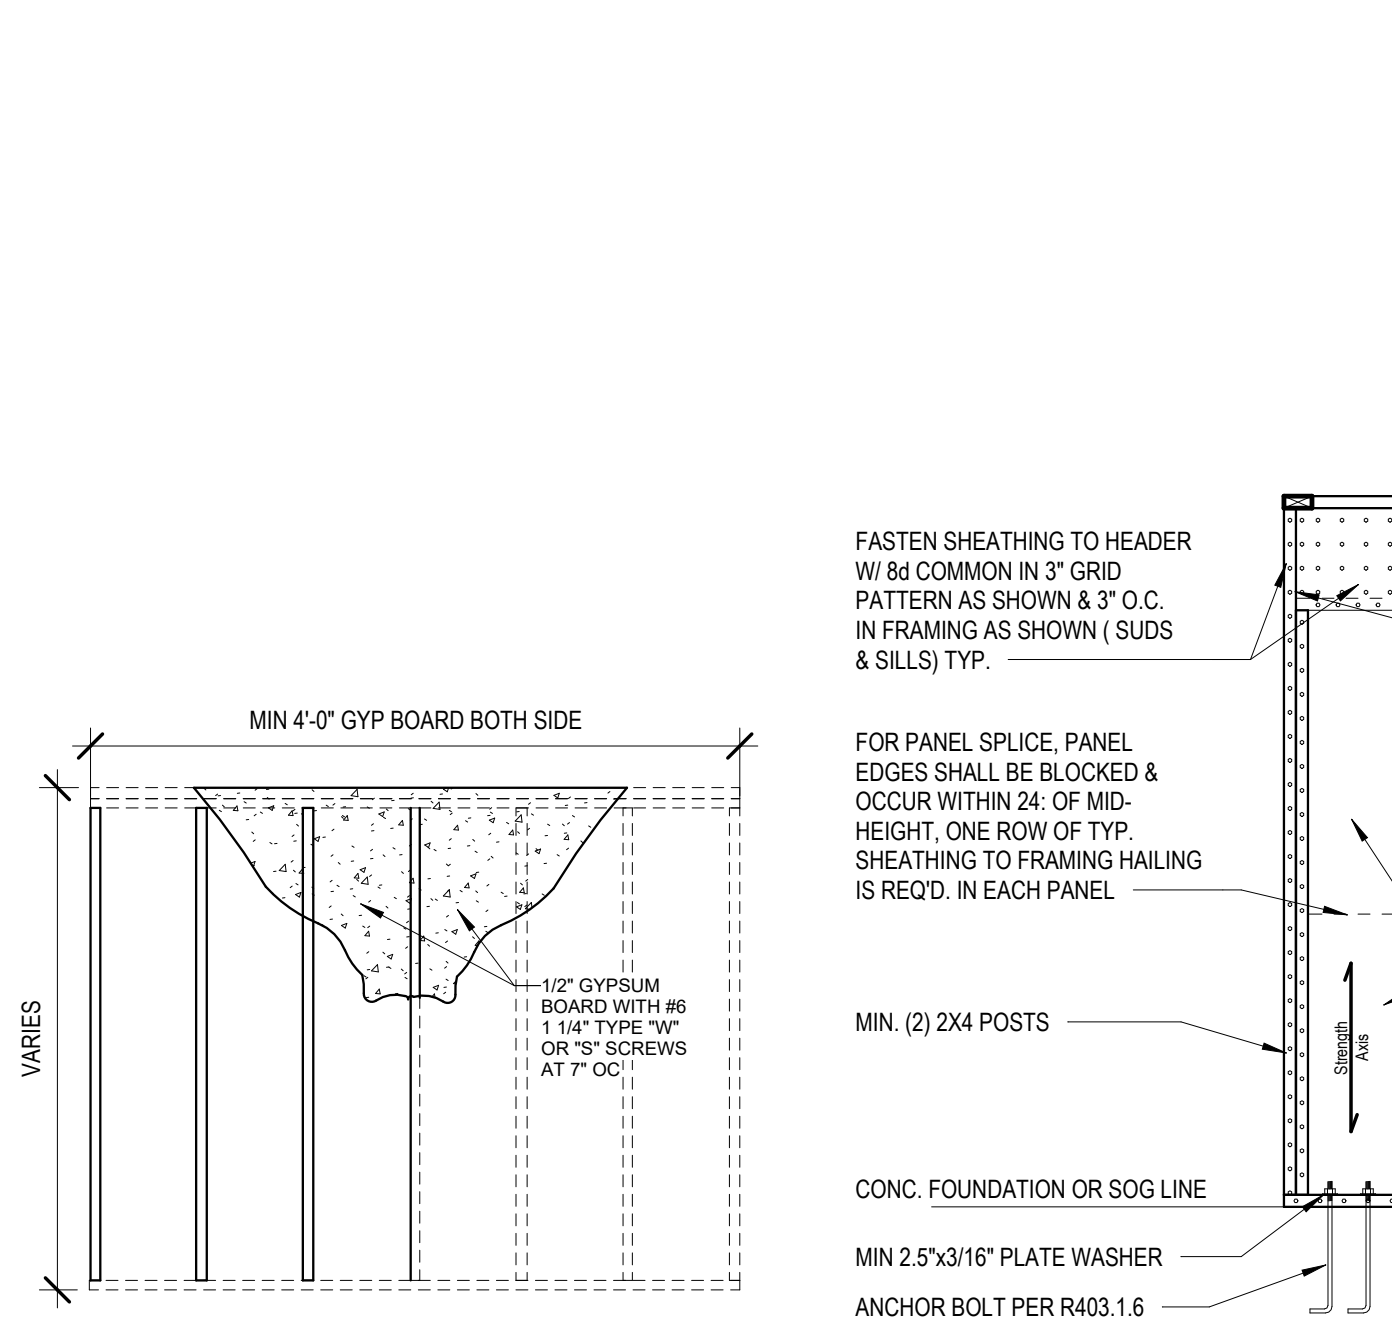 MIN 4'-0" GYP BOARD BOTH SIDE
VARIES
1/2" GYPSUM
BOARD WITH #6
1 1/4" TYPE "W"
OR "S" SCREWS
AT 7" OC
FASTEN SHEATHING TO HEADER
W/ 8d COMMON IN 3" GRID
PATTERN AS SHOWN & 3" O.C.
IN FRAMING AS SHOWN ( SUDS
& SILLS) TYP.
FOR PANEL SPLICE, PANEL
EDGES SHALL BE BLOCKED &
OCCUR WITHIN 24: OF MID-
HEIGHT, ONE ROW OF TYP.
SHEATHING TO FRAMING HAILING
IS REQ'D. IN EACH PANEL
MIN. (2) 2X4 POSTS
Strength
Axis
CONC. FOUNDATION OR SOG LINE
MIN 2.5"x3/16" PLATE WASHER
ANCHOR BOLT PER R403.1.6